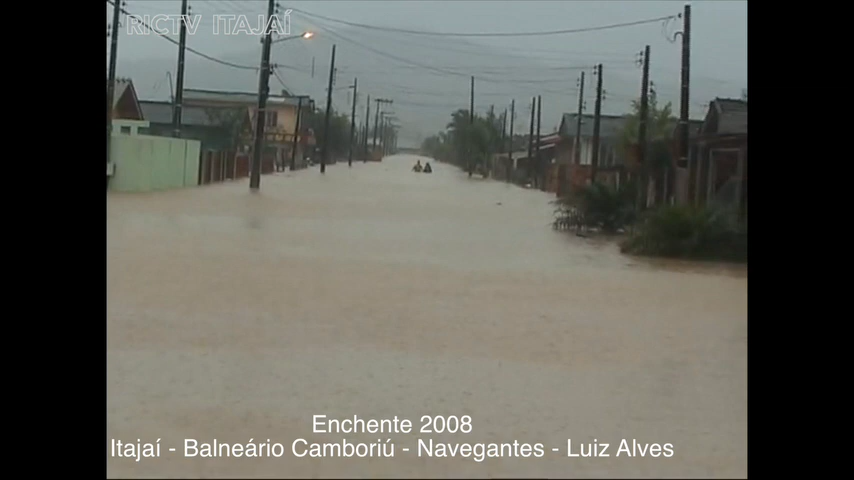 RICTV ITAJAÍ
Enchente 2008
Itajaí - Balneário Camboriú - Navegantes - Luiz Alves